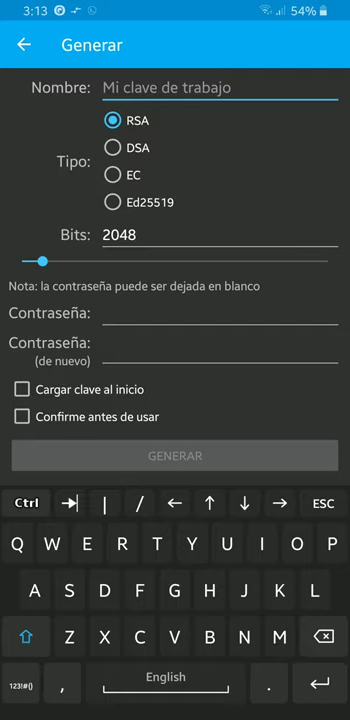 3:13 54%
Generar
Nombre: Mi clave de trabajo
RSA
DSA
Tipo:
EC
Ed25519
Bits: 2048
Nota: la contraseña puede ser dejada en blanco
Contraseña:
Contraseña:
(de nuevo)
Cargar clave al inicio
Confirme antes de usar
GENERAR
Ctrl | / ESC
Q W E R T Y U I O P
A S D F G H J K L
Z X C V B N M
123!#() , English .